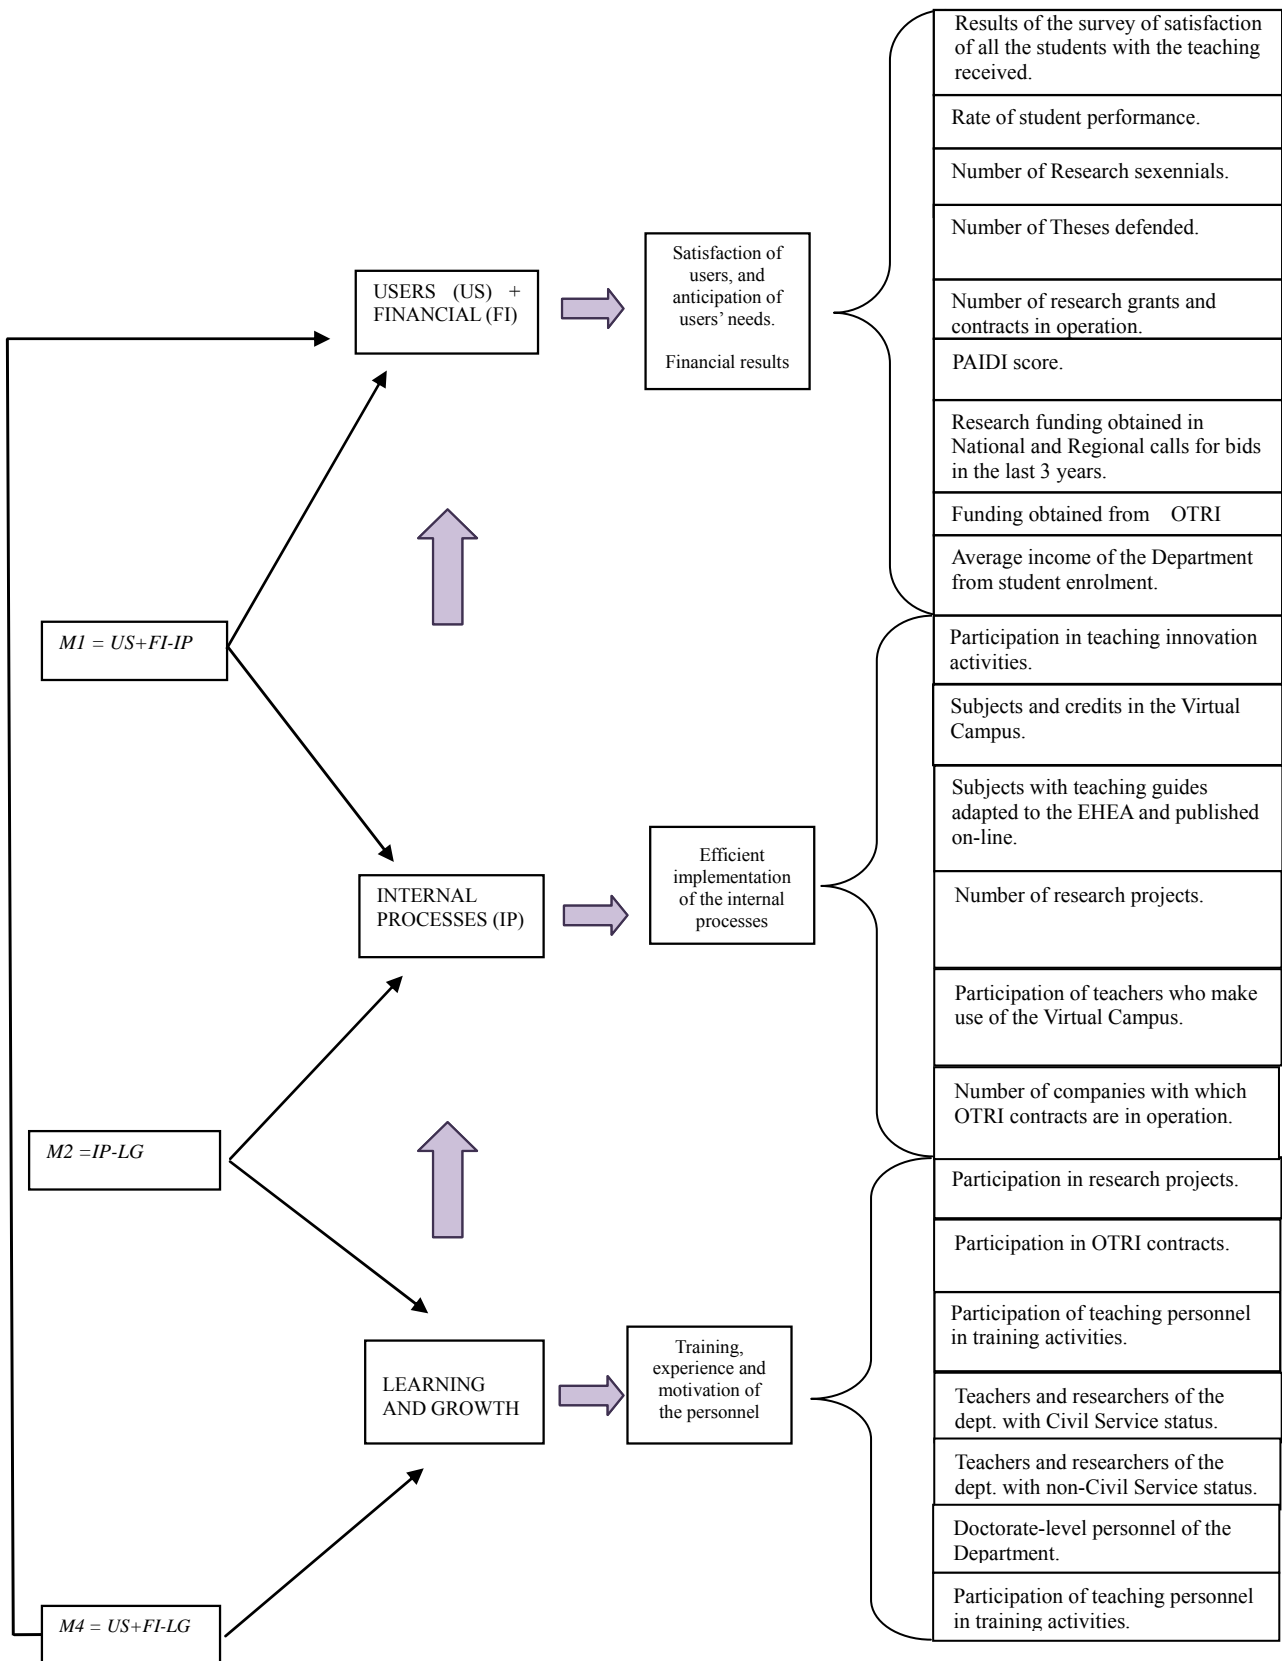 Results of the survey of satisfaction
of all the students with the teaching
received.
Rate of student performance.
Number of Research sexennials.
Number of Theses defended.
Number of research grants and
contracts in operation.
PAIDI score.
Research funding obtained in
National and Regional calls for bids
in the last 3 years.
Funding obtained from OTRI
Average income of the Department
from student enrolment.
USERS (US) +
FINANCIAL (FI)
Satisfaction of
users, and
anticipation of
users' needs.
Financial results
M1 = US+FI-IP
Participation in teaching innovation
activities.
Subjects and credits in the Virtual
Campus.
Subjects with teaching guides
adapted to the EHEA and published
on-line.
Number of research projects.
Participation of teachers who make
use of the Virtual Campus.
Number of companies with which
OTRI contracts are in operation.
INTERNAL
PROCESSES (IP)
Efficient
implementation
of the internal
processes
M2 =IP-LG
Participation in research projects.
Participation in OTRI contracts.
Participation of teaching personnel
in training activities.
Teachers and researchers of the
dept. with Civil Service status.
Teachers and researchers of the
dept. with non-Civil Service status.
Doctorate-level personnel of the
Department.
Participation of teaching personnel
in training activities.
LEARNING
AND GROWTH
Training,
experience and
motivation of
the personnel
M4 = US+FI-LG